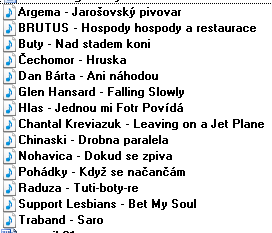 Argema - Jarošovský pivovar
BRUTUS - Hospody hospody a restaurace
Buty - Nad stadem koni
Čechomor - Hruska
Dan Bárta - Ani náhodou
Glen Hansard - Falling Slowly
Hlas - Jednou mi Fotr Povídá
Chantal Kreviazuk - Leaving on a Jet Plane
Chinaski - Drobna paralela
Nohavica - Dokud se zpiva
Pohádky - Když se načančám
Raduza - Tuti-boty-re
Support Lesbians - Bet My Soul
Traband - Saro